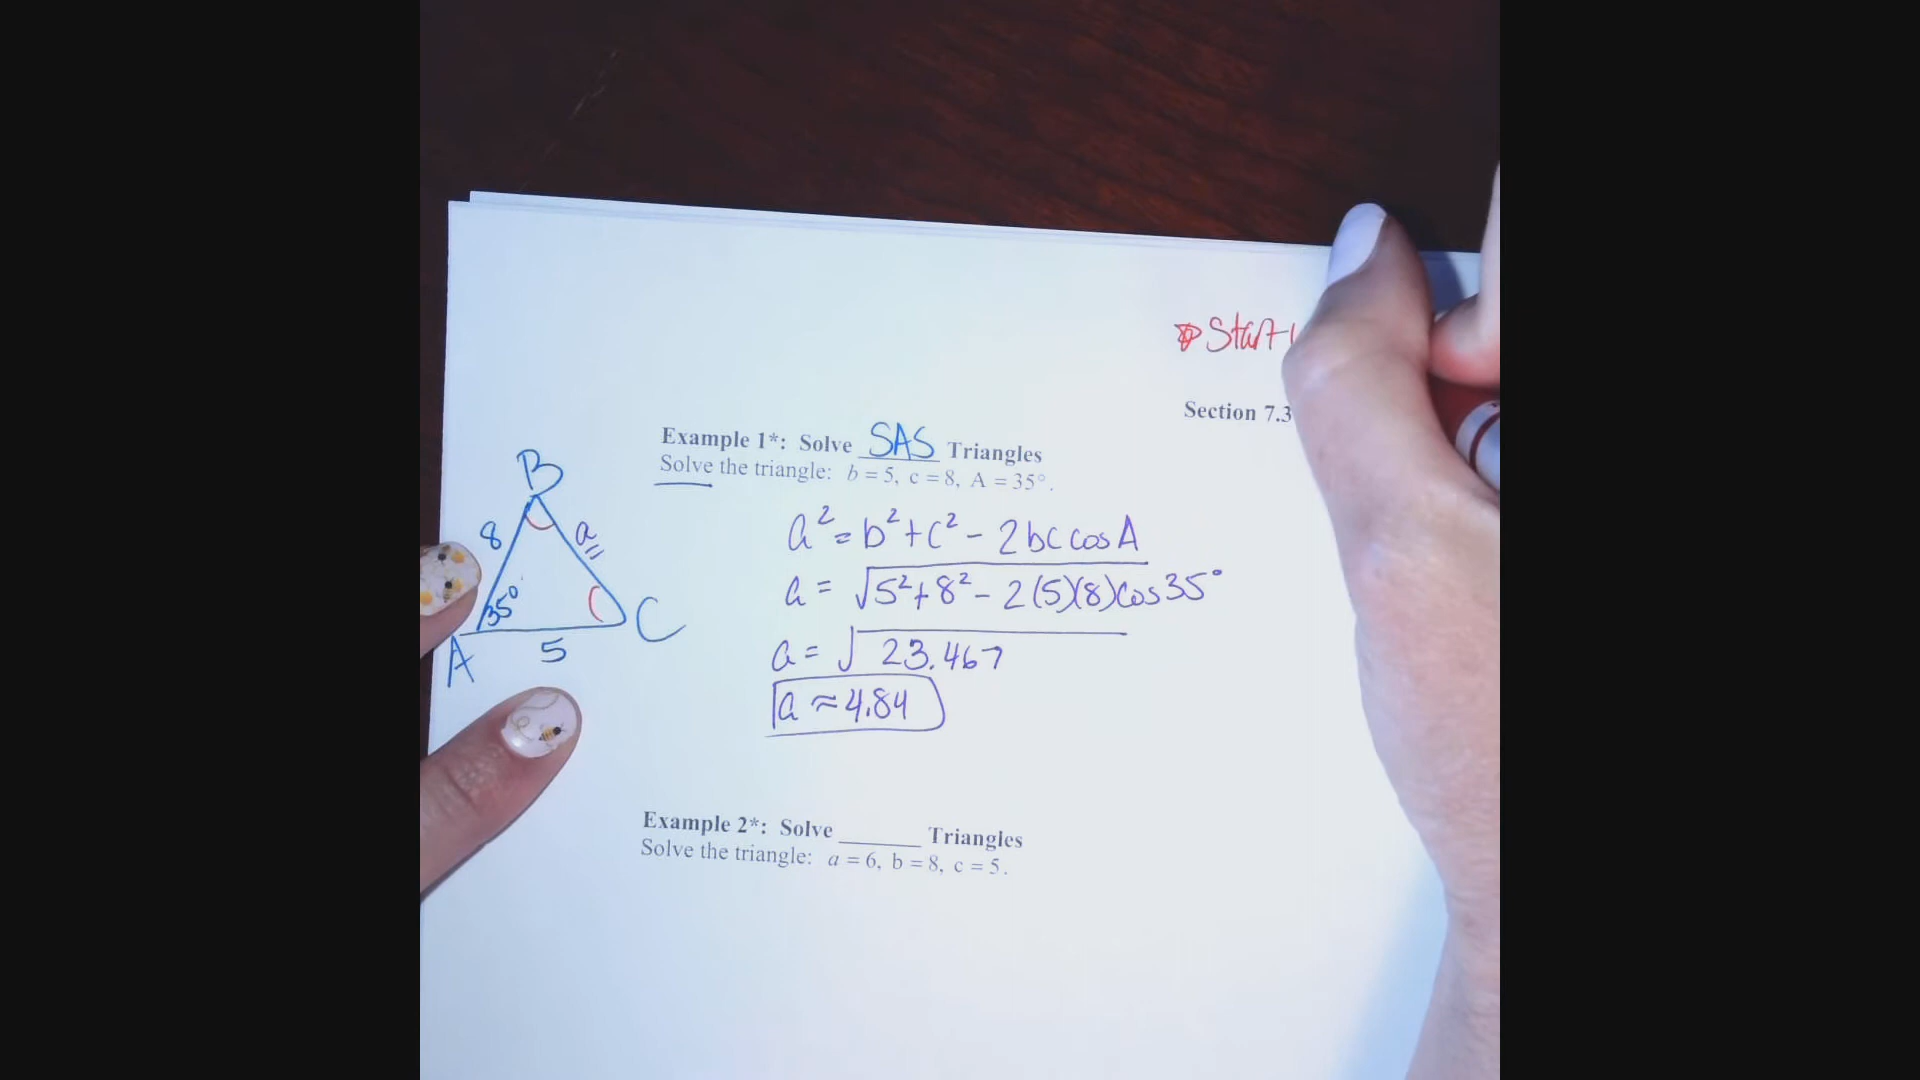 Start
Section 7.3
Example 1*: Solve SAS Triangles
Solve the triangle: b = 5, c = 8, A = 35°.
B
8
a
35°
A
5
C
a² = b² + c² - 2bc cos A
a = √5² + 8² - 2(5)(8)cos 35°
a = √23.467
a ≈ 4.84
Example 2*: Solve ______ Triangles
Solve the triangle: a = 6, b = 8, c = 5.